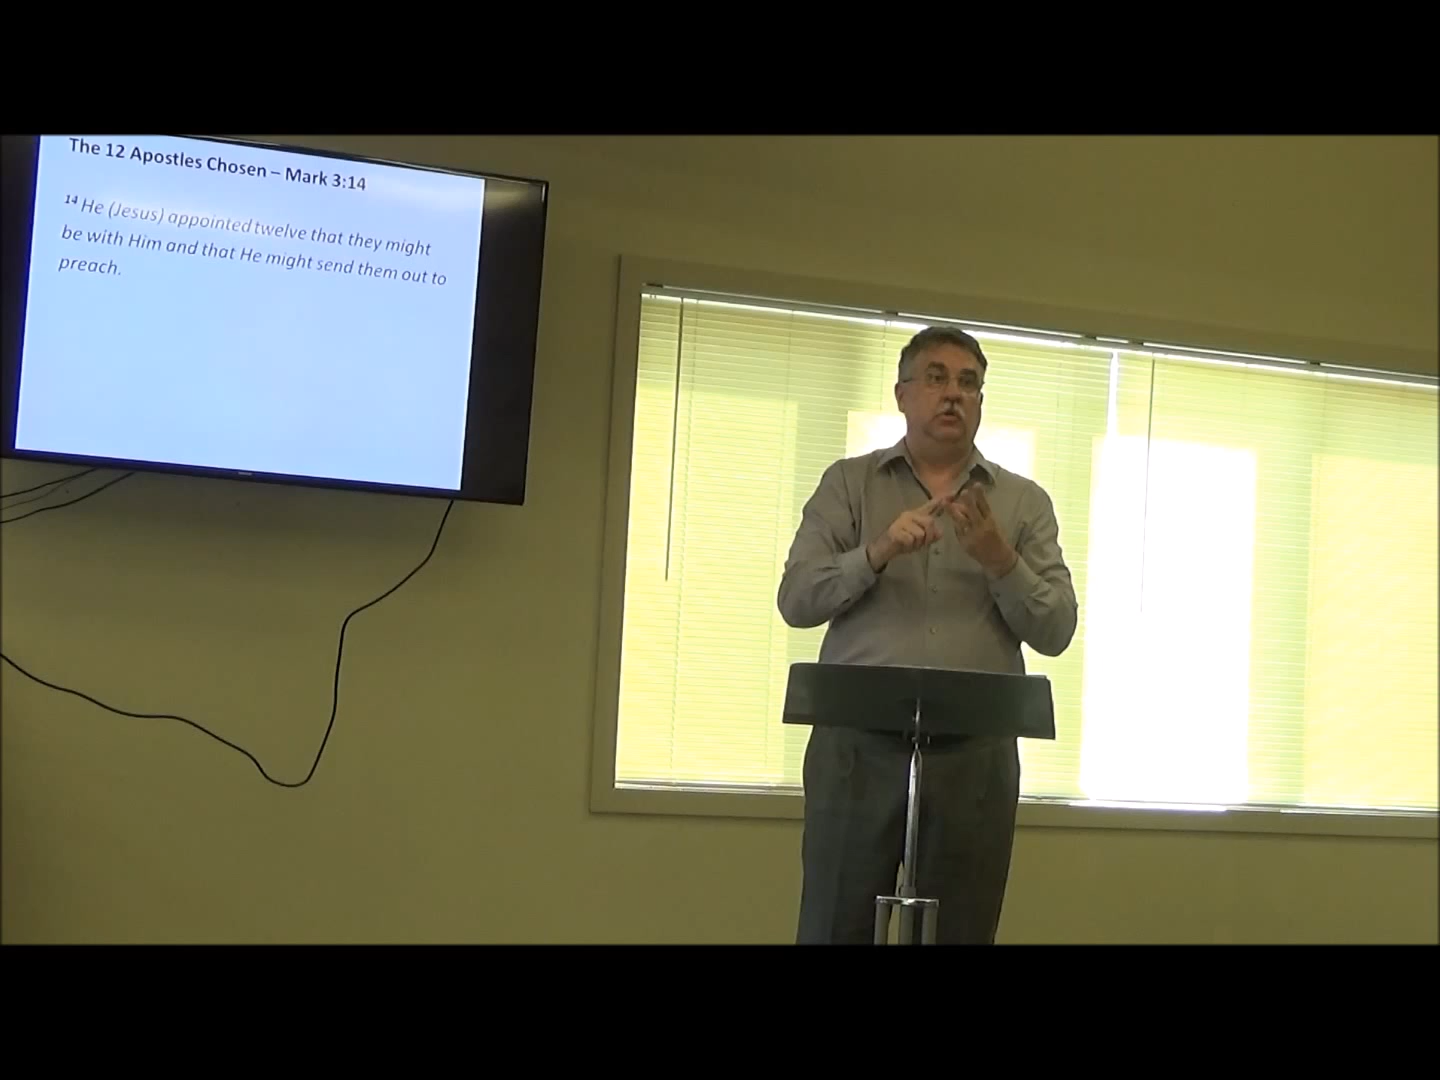 The 12 Apostles Chosen – Mark 3:14
14 He (Jesus) appointed twelve that they might
be with Him and that He might send them out to
preach.